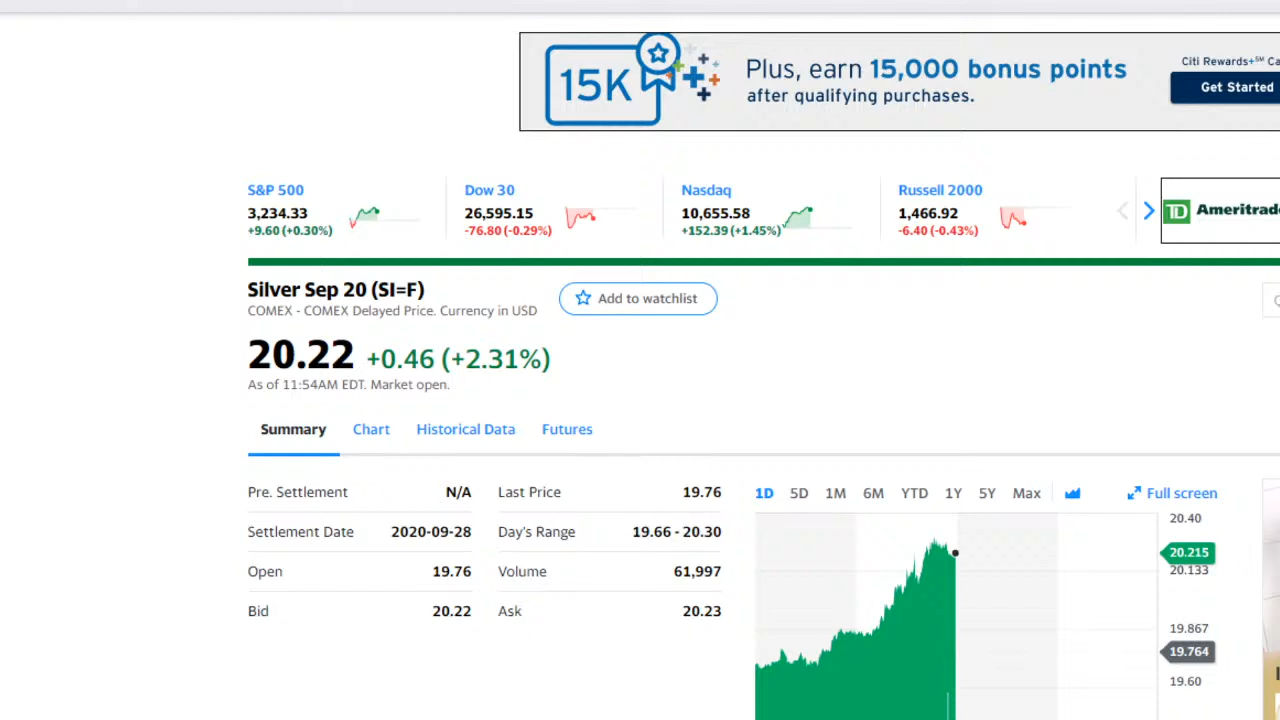 15K
Plus, earn 15,000 bonus points
after qualifying purchases.
Citi Rewards+℠ Ca
Get Started
S&P 500
3,234.33
+9.60 (+0.30%)
Dow 30
26,595.15
-76.80 (-0.29%)
Nasdaq
10,655.58
+152.39 (+1.45%)
Russell 2000
1,466.92
-6.40 (-0.43%)
TD Ameritrade
Silver Sep 20 (SI=F)
COMEX - COMEX Delayed Price. Currency in USD
Add to watchlist
20.22 +0.46 (+2.31%)
As of 11:54AM EDT. Market open.
Summary Chart Historical Data Futures
Pre. Settlement N/A
Settlement Date 2020-09-28
Open 19.76
Bid 20.22
Last Price 19.76
Day's Range 19.66 - 20.30
Volume 61,997
Ask 20.23
1D 5D 1M 6M YTD 1Y 5Y Max Full screen
20.40
20.215
20.133
19.867
19.764
19.60